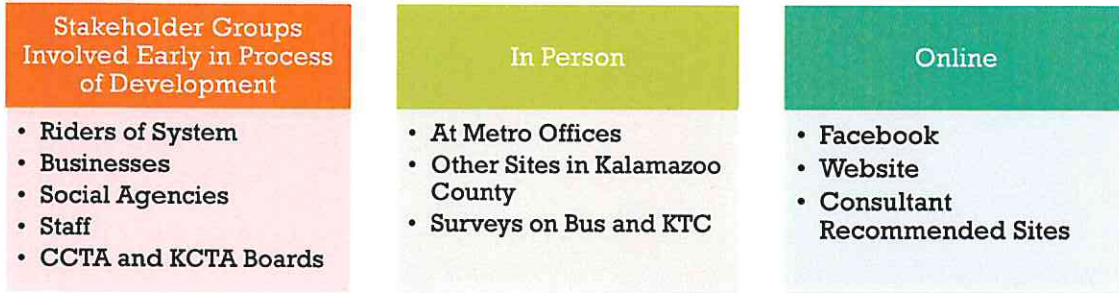 Stakeholder Groups
Involved Early in Process
of Development
• Riders of System
• Businesses
• Social Agencies
• Staff
• CCTA and KCTA Boards
In Person
• At Metro Offices
• Other Sites in Kalamazoo
County
• Surveys on Bus and KTC
Online
• Facebook
• Website
• Consultant
Recommended Sites